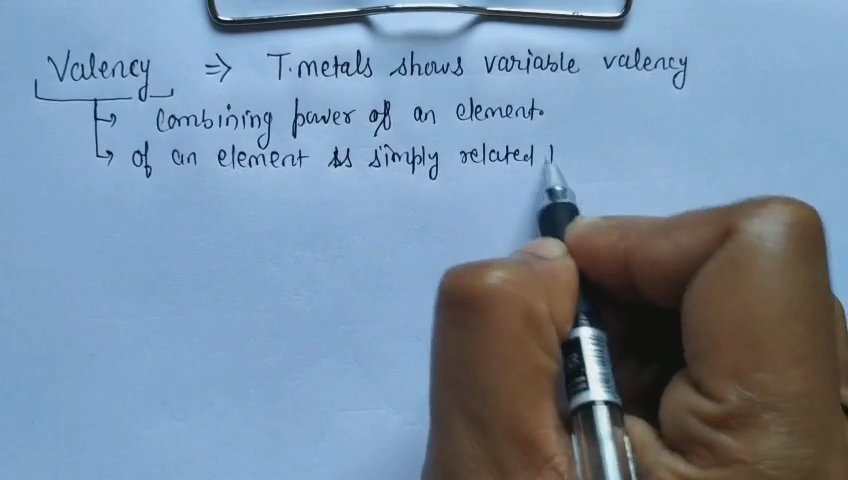 Valency ⇒ T.metals shows variable valency
↳ Combining power of an element.
↳ of an element is simply related